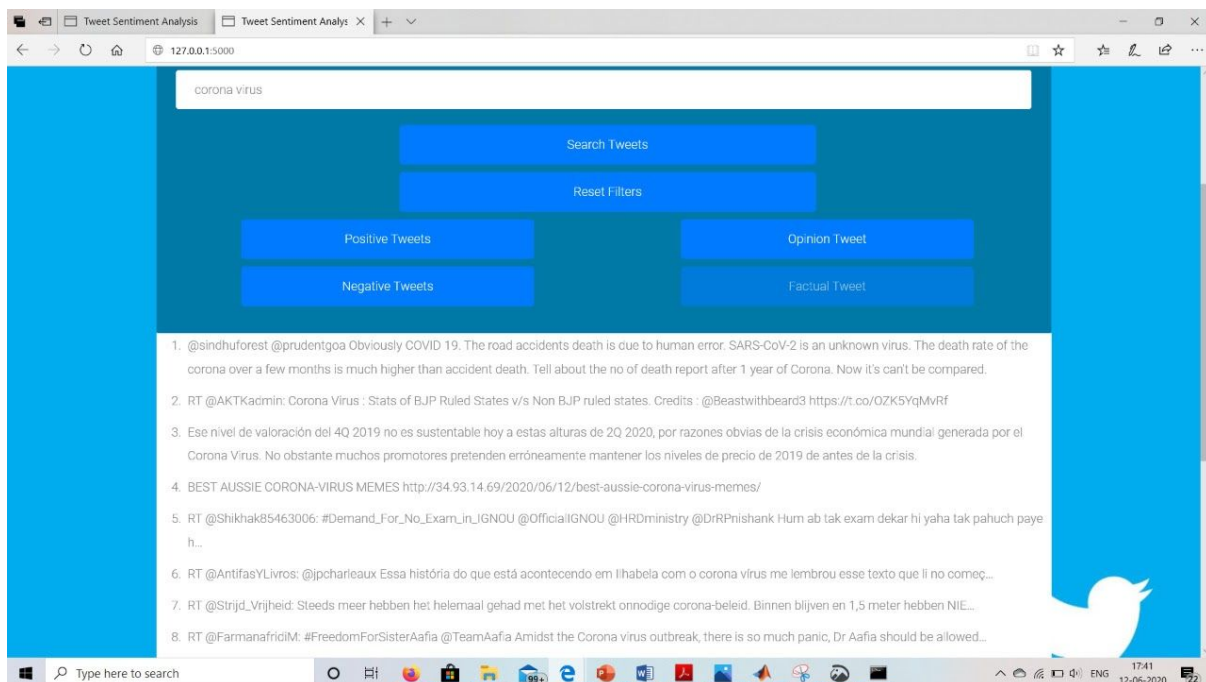 Tweet Sentiment Analysis
Tweet Sentiment Analys
127.0.0.1:5000
corona virus
Search Tweets
Reset Filters
Positive Tweets
Opinion Tweet
Negative Tweets
Factual Tweet
1. @sindhuforest @prudentgoa Obviously COVID 19. The road accidents death is due to human error. SARS-CoV-2 is an unknown virus. The death rate of the
corona over a few months is much higher than accident death. Tell about the no of death report after 1 year of Corona. Now it's can't be compared.
2. RT @AKTKadmin: Corona Virus : Stats of BJP Ruled States v/s Non BJP ruled states. Credits : @Beastwithbeard3 https://t.co/OZK5YqMvRf
3. Ese nivel de valoración del 4Q 2019 no es sustentable hoy a estas alturas de 2Q 2020, por razones obvias de la crisis económica mundial generada por el
Corona Virus. No obstante muchos promotores pretenden erróneamente mantener los niveles de precio de 2019 de antes de la crisis.
4. BEST AUSSIE CORONA-VIRUS MEMES http://34.93.14.69/2020/06/12/best-aussie-corona-virus-memes/
5. RT @Shikhak85463006: #Demand_For_No_Exam_in_IGNOU @OfficialIGNOU @HRDministry @DrRPnishank Hum ab tak exam dekar hi yaha tak pahuch paye
h…
6. RT @AntifasYLivros: @jpcharleaux Essa história do que está acontecendo em Ilhabela com o corona vírus me lembrou esse texto que li no começ…
7. RT @Strijd_Vrijheid: Steeds meer hebben het helemaal gehad met het volstrekt onnodige corona-beleid. Binnen blijven en 1,5 meter hebben NIE…
8. RT @FarmanafridiM: #FreedomForSisterAafia @TeamAafia Amidst the Corona virus outbreak, there is so much panic, Dr Aafia should be allowed…
Type here to search
99+
ENG
17:41
12-06-2020
22